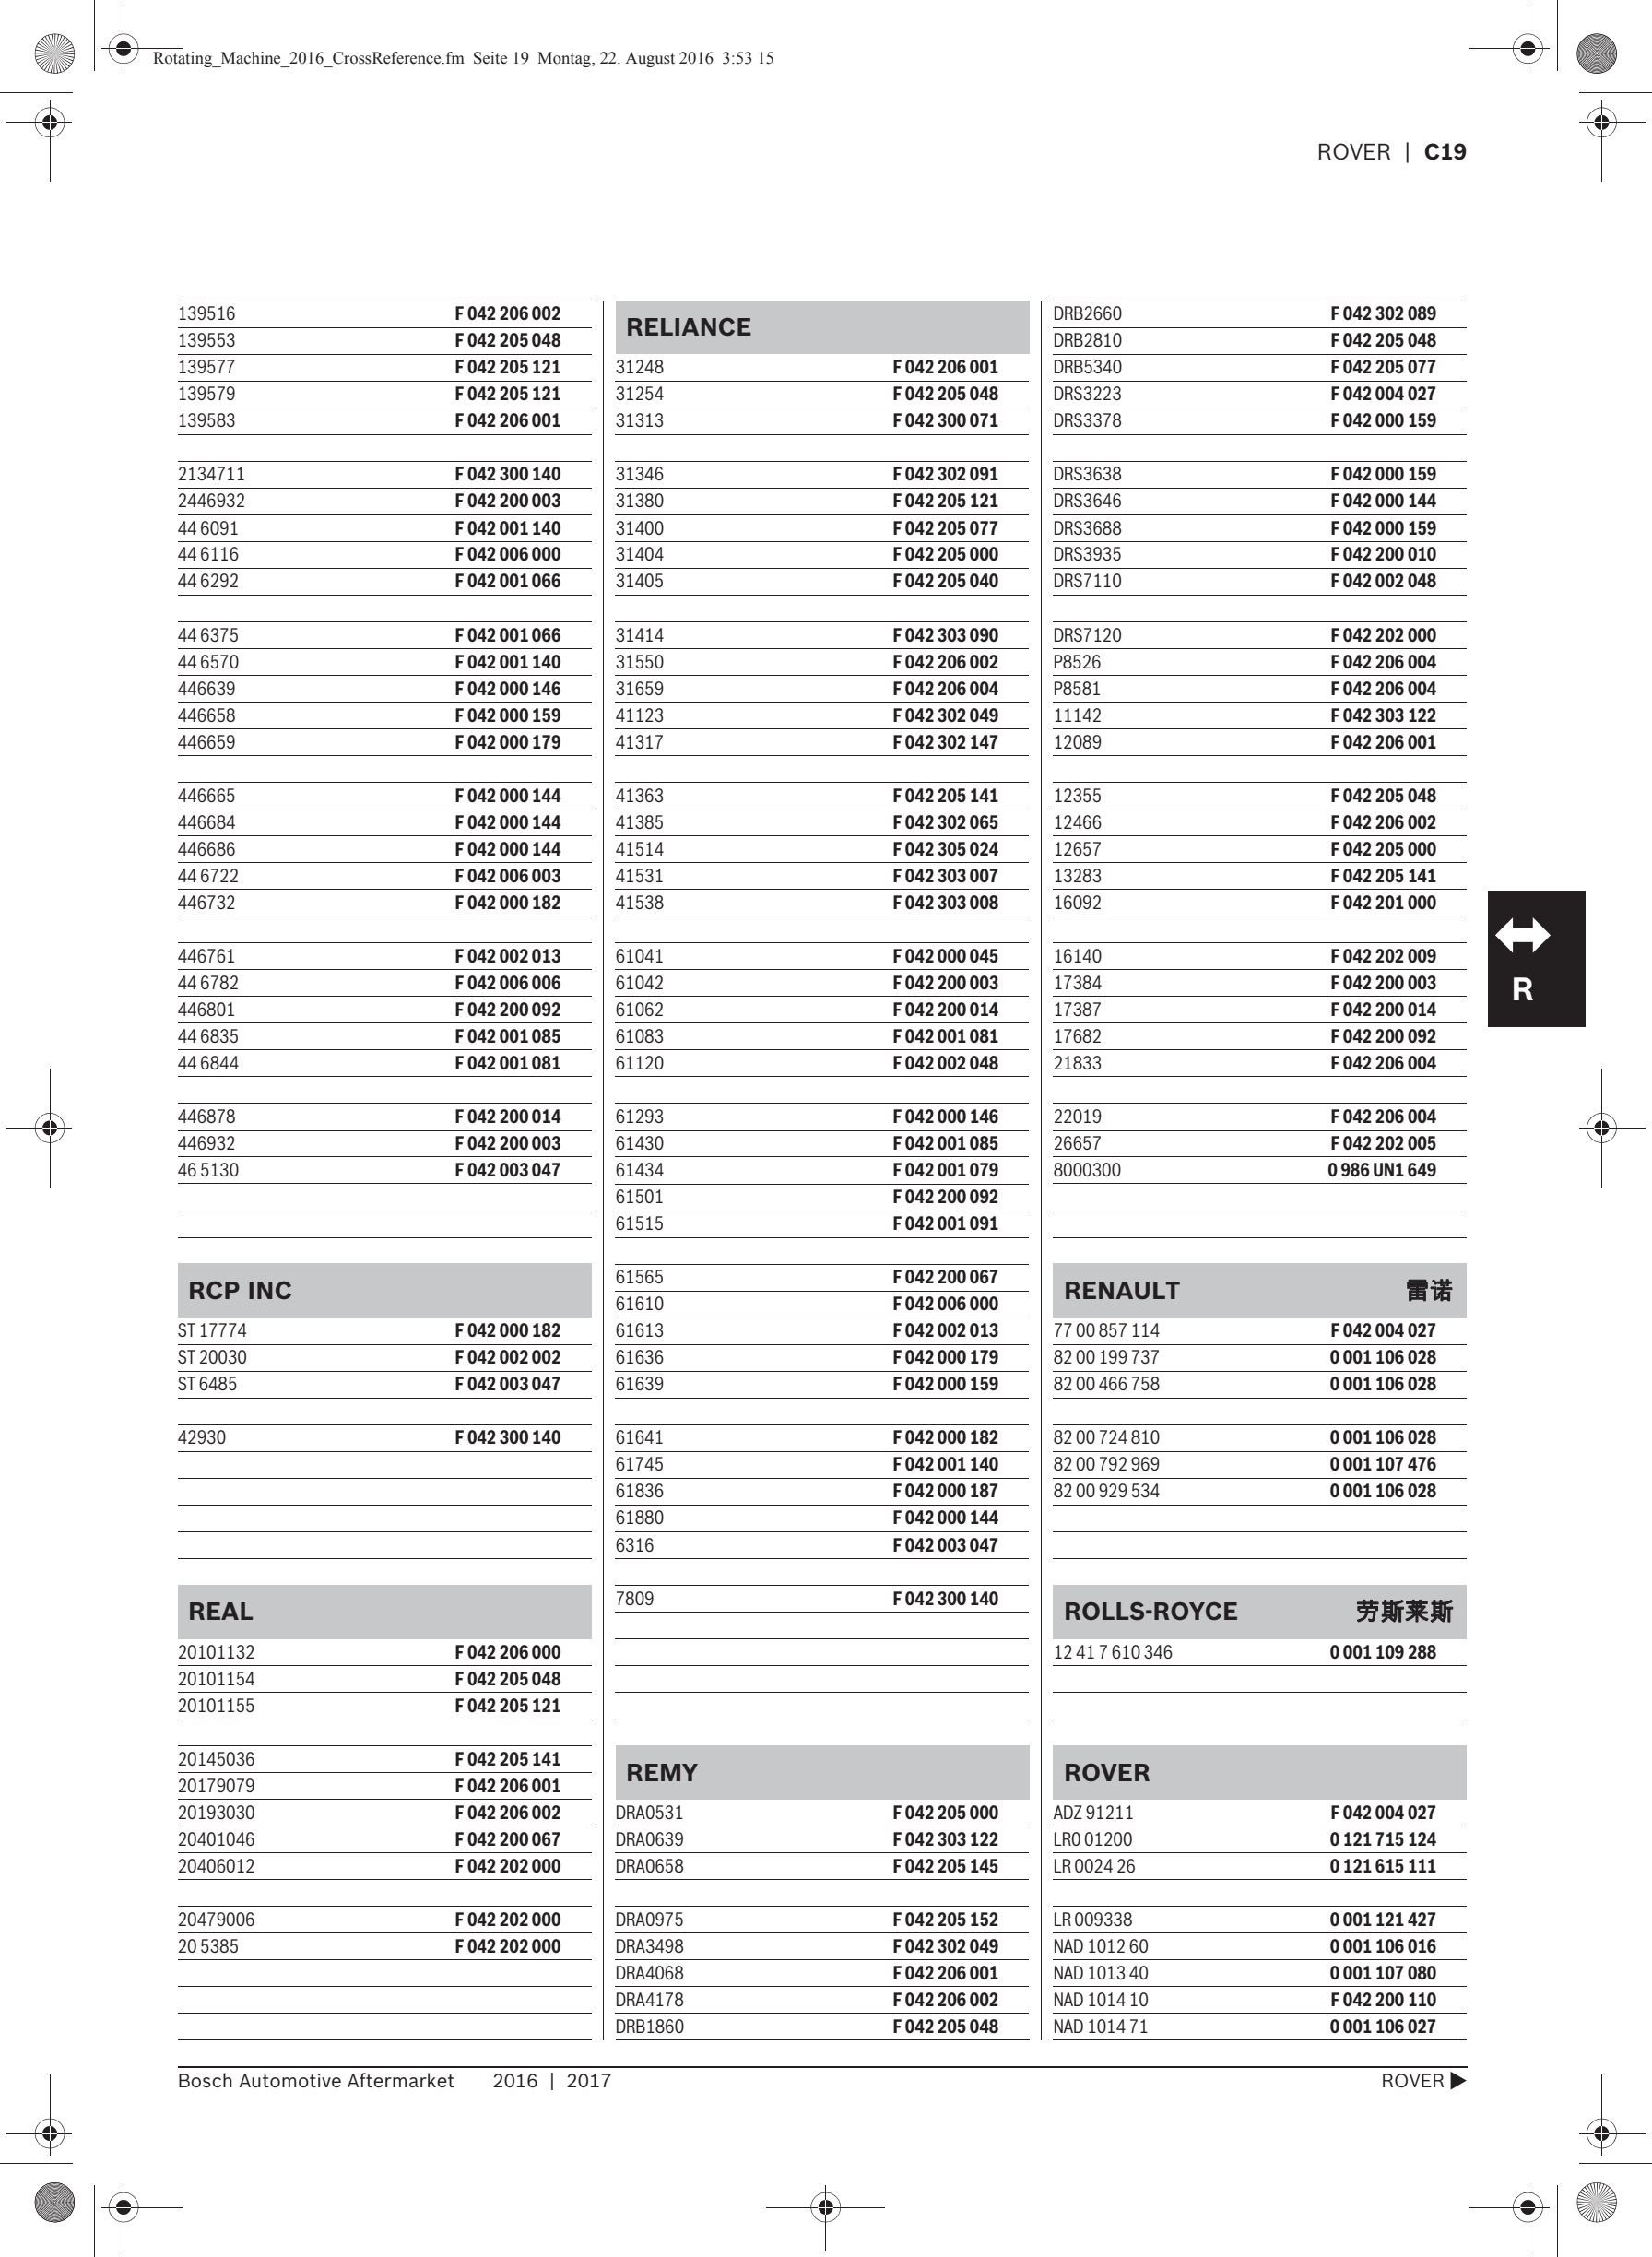 Rotating_Machine_2016_CrossReference.fm Seite 19 Montag, 22. August 2016 3:53 15
ROVER | C19
139516 F 042 206 002
139553 F 042 205 048
139577 F 042 205 121
139579 F 042 205 121
139583 F 042 206 001
2134711 F 042 300 140
2446932 F 042 200 003
44 6091 F 042 001 140
44 6116 F 042 006 000
44 6292 F 042 001 066
44 6375 F 042 001 066
44 6570 F 042 001 140
446639 F 042 000 146
446658 F 042 000 159
446659 F 042 000 179
446665 F 042 000 144
446684 F 042 000 144
446686 F 042 000 144
44 6722 F 042 006 003
446732 F 042 000 182
446761 F 042 002 013
44 6782 F 042 006 006
446801 F 042 200 092
44 6835 F 042 001 085
44 6844 F 042 001 081
446878 F 042 200 014
446932 F 042 200 003
46 5130 F 042 003 047
RCP INC
ST 17774 F 042 000 182
ST 20030 F 042 002 002
ST 6485 F 042 003 047
42930 F 042 300 140
REAL
20101132 F 042 206 000
20101154 F 042 205 048
20101155 F 042 205 121
20145036 F 042 205 141
20179079 F 042 206 001
20193030 F 042 206 002
20401046 F 042 200 067
20406012 F 042 202 000
20479006 F 042 202 000
20 5385 F 042 202 000
RELIANCE
31248 F 042 206 001
31254 F 042 205 048
31313 F 042 300 071
31346 F 042 302 091
31380 F 042 205 121
31400 F 042 205 077
31404 F 042 205 000
31405 F 042 205 040
31414 F 042 303 090
31550 F 042 206 002
31659 F 042 206 004
41123 F 042 302 049
41317 F 042 302 147
41363 F 042 205 141
41385 F 042 302 065
41514 F 042 305 024
41531 F 042 303 007
41538 F 042 303 008
61041 F 042 000 045
61042 F 042 200 003
61062 F 042 200 014
61083 F 042 001 081
61120 F 042 002 048
61293 F 042 000 146
61430 F 042 001 085
61434 F 042 001 079
61501 F 042 200 092
61515 F 042 001 091
61565 F 042 200 067
61610 F 042 006 000
61613 F 042 002 013
61636 F 042 000 179
61639 F 042 000 159
61641 F 042 000 182
61745 F 042 001 140
61836 F 042 000 187
61880 F 042 000 144
6316 F 042 003 047
7809 F 042 300 140
REMY
DRA0531 F 042 205 000
DRA0639 F 042 303 122
DRA0658 F 042 205 145
DRA0975 F 042 205 152
DRA3498 F 042 302 049
DRA4068 F 042 206 001
DRA4178 F 042 206 002
DRB1860 F 042 205 048
DRB2660 F 042 302 089
DRB2810 F 042 205 048
DRB5340 F 042 205 077
DRS3223 F 042 004 027
DRS3378 F 042 000 159
DRS3638 F 042 000 159
DRS3646 F 042 000 144
DRS3688 F 042 000 159
DRS3935 F 042 200 010
DRS7110 F 042 002 048
DRS7120 F 042 202 000
P8526 F 042 206 004
P8581 F 042 206 004
11142 F 042 303 122
12089 F 042 206 001
12355 F 042 205 048
12466 F 042 206 002
12657 F 042 205 000
13283 F 042 205 141
16092 F 042 201 000
16140 F 042 202 009
17384 F 042 200 003
17387 F 042 200 014
17682 F 042 200 092
21833 F 042 206 004
22019 F 042 206 004
26657 F 042 202 005
8000300 0 986 UN1 649
RENAULT 雷诺
77 00 857 114 F 042 004 027
82 00 199 737 0 001 106 028
82 00 466 758 0 001 106 028
82 00 724 810 0 001 106 028
82 00 792 969 0 001 107 476
82 00 929 534 0 001 106 028
ROLLS-ROYCE 劳斯莱斯
12 41 7 610 346 0 001 109 288
ROVER
ADZ 91211 F 042 004 027
LR0 01200 0 121 715 124
LR 0024 26 0 121 615 111
LR 009338 0 001 121 427
NAD 1012 60 0 001 106 016
NAD 1013 40 0 001 107 080
NAD 1014 10 F 042 200 110
NAD 1014 71 0 001 106 027
R
Bosch Automotive Aftermarket 2016 | 2017
ROVER